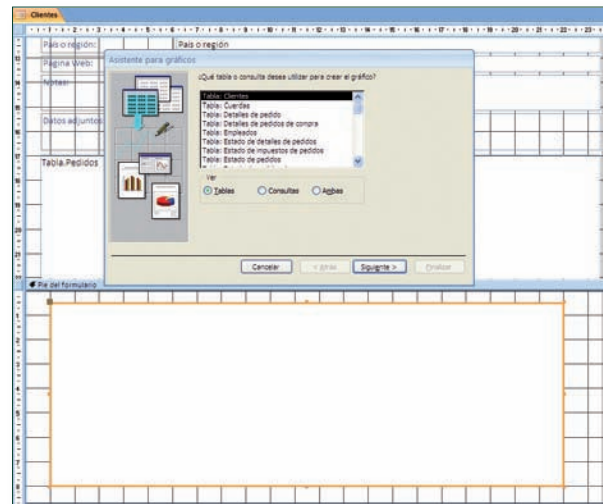 Clientes
País o región:
País o región
Página Web:
Notas:
Datos adjuntos
Tabla.Pedidos
Asistente para gráficos
¿Qué tabla o consulta desea utilizar para crear el gráfico?
Tabla: Clientes
Tabla: Cuerdas
Tabla: Detalles de pedido
Tabla: Detalles de pedidos de compra
Tabla: Empleados
Tabla: Estado de detalles de pedidos
Tabla: Estado de impuestos de pedidos
Tabla: Estado de pedidos
Ver
Tablas
Consultas
Ambas
Cancelar
< Atrás
Siguiente >
Finalizar
Pie del formulario